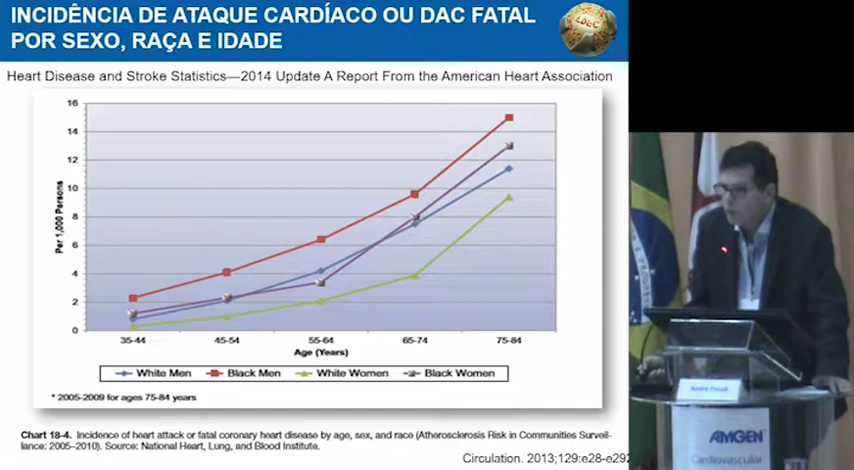 INCIDÊNCIA DE ATAQUE CARDÍACO OU DAC FATAL
POR SEXO, RAÇA E IDADE
LDEC
Heart Disease and Stroke Statistics—2014 Update A Report From the American Heart Association
16
14
12
10
8
6
4
2
0
Per 1,000 Persons
35-44 45-54 55-64 65-74 75-84
Age (Years)
White Men Black Men White Women Black Women
* 2005-2009 for ages 75-84 years
Chart 18-4. Incidence of heart attack or fatal coronary heart disease by age, sex, and race (Atherosclerosis Risk in Communities Surveil-
lance: 2005–2010). Source: National Heart, Lung, and Blood Institute.
Circulation. 2013;129:e28-e292
AMGEN
Cardiovascular